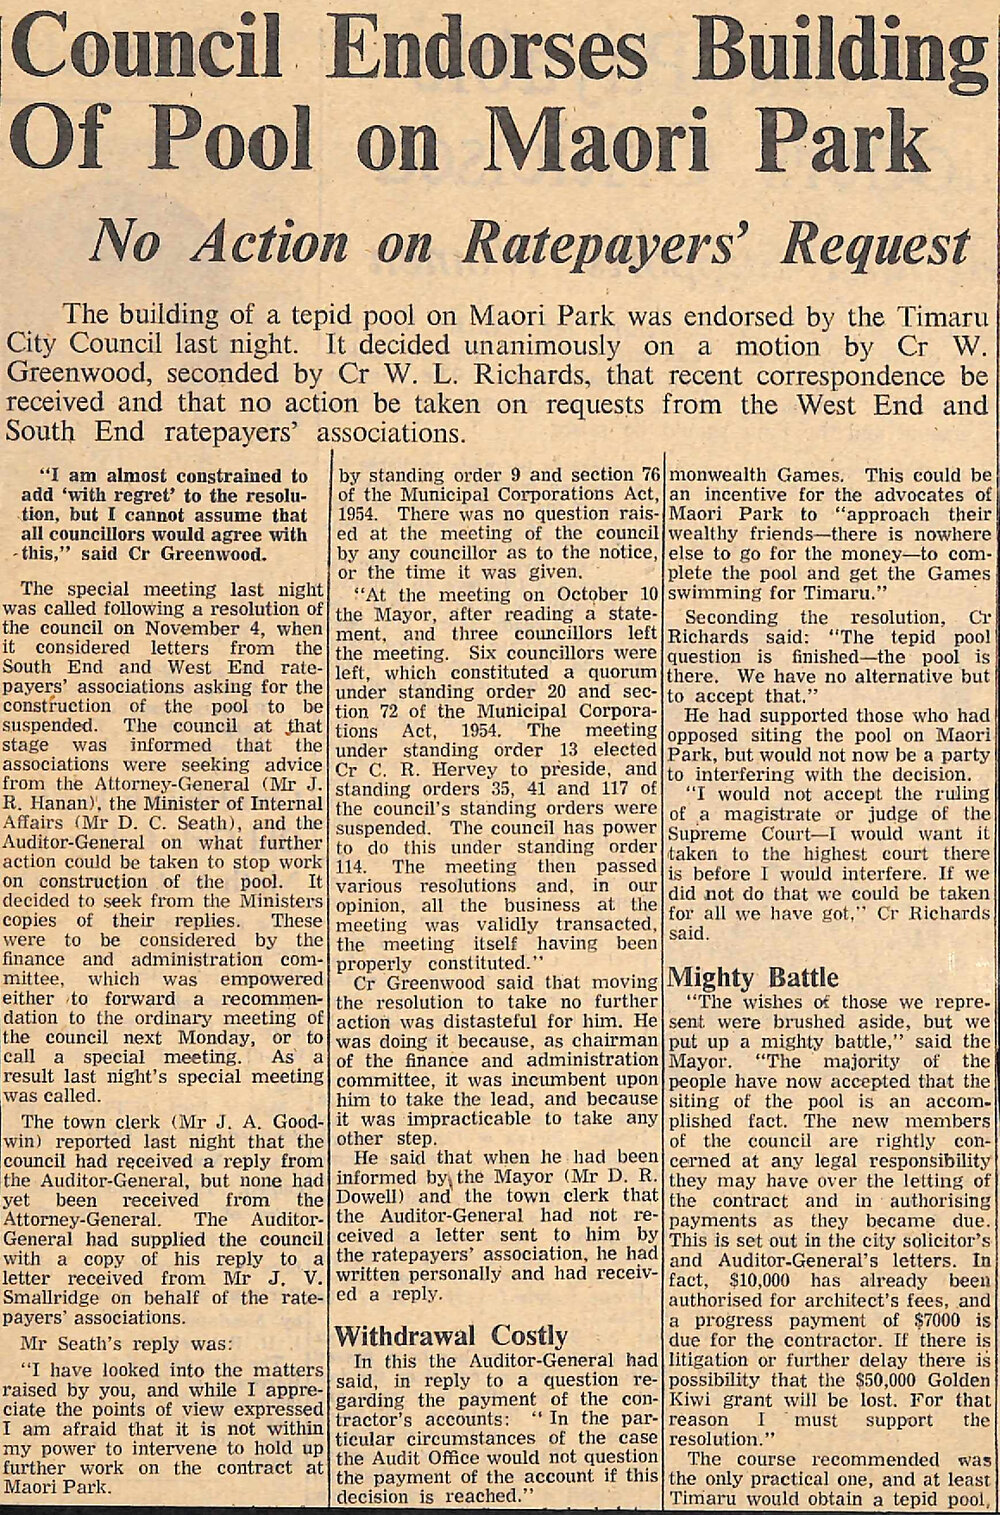 Council Endorses Building
Of Pool on Maori Park
No Action on Ratepayers' Request
The building of a tepid pool on Maori Park was endorsed by the Timaru
City Council last night. It decided unanimously on a motion by Cr W.
Greenwood, seconded by Cr W. L. Richards, that recent correspondence be
received and that no action be taken on requests from the West End and
South End ratepayers' associations.
"I am almost constrained to
add 'with regret' to the resolu-
tion, but I cannot assume that
all councillors would agree with
this," said Cr Greenwood.
The special meeting last night
was called following a resolution of
the council on November 4, when
it considered letters from the
South End and West End rate-
payers' associations asking for the
construction of the pool to be
suspended. The council at that
stage was informed that the
associations were seeking advice
from the Attorney-General (Mr J.
R. Hanan), the Minister of Internal
Affairs (Mr D. C. Seath), and the
Auditor-General on what further
action could be taken to stop work
on construction of the pool. It
decided to seek from the Ministers
copies of their replies. These
were to be considered by the
finance and administration com-
mittee, which was empowered
either to forward a recommen-
dation to the ordinary meeting of
the council next Monday, or to
call a special meeting. As a
result last night's special meeting
was called.
The town clerk (Mr J. A. Good-
win) reported last night that the
council had received a reply from
the Auditor-General, but none had
yet been received from the
Attorney-General. The Auditor-
General had supplied the council
with a copy of his reply to a
letter received from Mr J. V.
Smallridge on behalf of the rate-
payers' associations.
Mr Seath's reply was:
"I have looked into the matters
raised by you, and while I appre-
ciate the points of view expressed
I am afraid that it is not within
my power to intervene to hold up
further work on the contract at
Maori Park.
by standing order 9 and section 76
of the Municipal Corporations Act,
1954. There was no question rais-
ed at the meeting of the council
by any councillor as to the notice,
or the time it was given.
"At the meeting on October 10
the Mayor, after reading a state-
ment, and three councillors left
the meeting. Six councillors were
left, which constituted a quorum
under standing order 20 and sec-
tion 72 of the Municipal Corpora-
tions Act, 1954. The meeting
under standing order 13 elected
Cr C. R. Hervey to preside, and
standing orders 35, 41 and 117 of
the council's standing orders were
suspended. The council has power
to do this under standing order
114. The meeting then passed
various resolutions and, in our
opinion, all the business at the
meeting was validly transacted,
the meeting itself having been
properly constituted."
Cr Greenwood said that moving
the resolution to take no further
action was distasteful for him. He
was doing it because, as chairman
of the finance and administration
committee, it was incumbent upon
him to take the lead, and because
it was impracticable to take any
other step.
He said that when he had been
informed by the Mayor (Mr D. R.
Dowell) and the town clerk that
the Auditor-General had not re-
ceived a letter sent to him by
the ratepayers' association, he had
written personally and had receiv-
ed a reply.
Withdrawal Costly
In this the Auditor-General had
said, in reply to a question re-
garding the payment of the con-
tractor's accounts: "In the par-
ticular circumstances of the case
the Audit Office would not question
the payment of the account if this
decision is reached."
monwealth Games. This could be
an incentive for the advocates of
Maori Park to "approach their
wealthy friends—there is nowhere
else to go for the money—to com-
plete the pool and get the Games
swimming for Timaru."
Seconding the resolution, Cr
Richards said: "The tepid pool
question is finished—the pool is
there. We have no alternative but
to accept that."
He had supported those who had
opposed siting the pool on Maori
Park, but would not now be a party
to interfering with the decision.
"I would not accept the ruling
of a magistrate or judge of the
Supreme Court—I would want it
taken to the highest court there
is before I would interfere. If we
did not do that we could be taken
for all we have got," Cr Richards
said.
Mighty Battle
"The wishes of those we repre-
sent were brushed aside, but we
put up a mighty battle," said the
Mayor. "The majority of the
people have now accepted that the
siting of the pool is an accom-
plished fact. The new members
of the council are rightly con-
cerned at any legal responsibility
they may have over the letting of
the contract and in authorising
payments as they became due.
This is set out in the city solicitor's
and Auditor-General's letters. In
fact, $10,000 has already been
authorised for architect's fees, and
a progress payment of $7000 is
due for the contractor. If there is
litigation or further delay there is
possibility that the $50,000 Golden
Kiwi grant will be lost. For that
reason I must support the
resolution."
The course recommended was
the only practical one, and at least
Timaru would obtain a tepid pool,